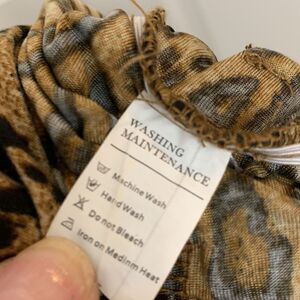 WASHING
MAINTENANCE
Machine Wash
Hand Wash
Do not Bleach
Iron on Medinm Heat